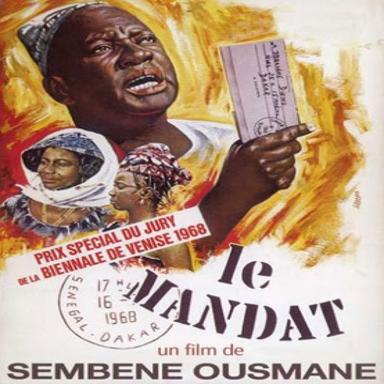 PRIX SPECIAL DU JURY
DE LA BIENNALE DE VENISE 1968
le
MANDAT
17 H
16
1968
SENEGAL-DAKAR
un film de
SEMBENE OUSMANE